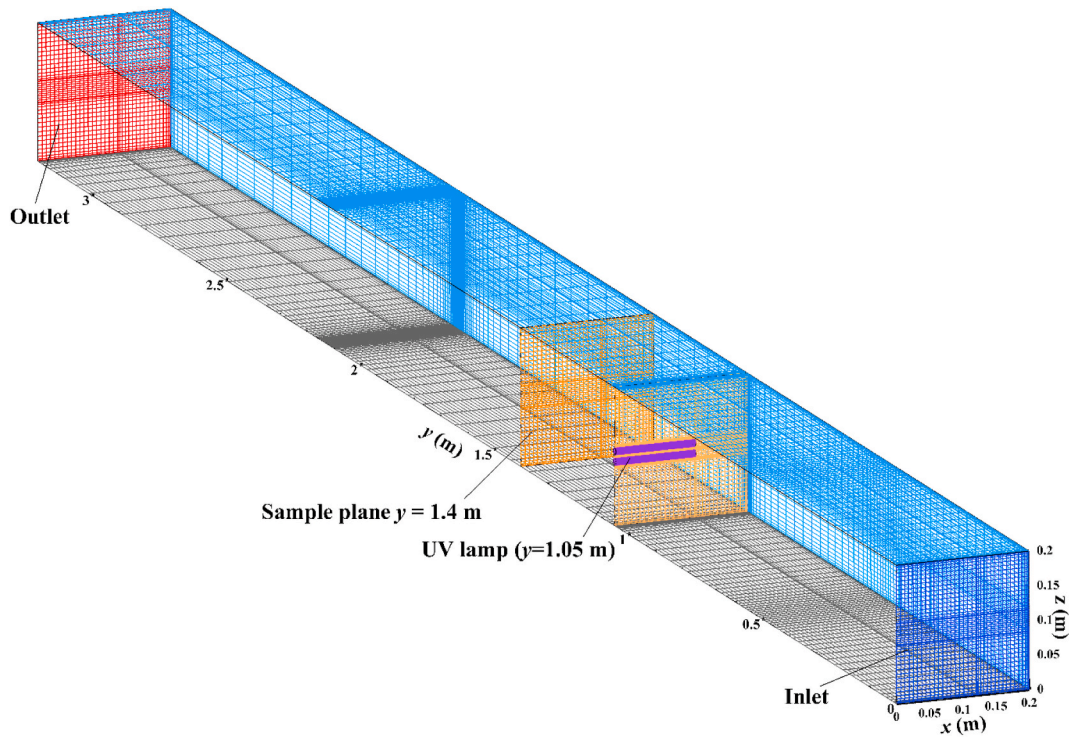 Outlet
3
2.5
2
y (m)
1.5
Sample plane y = 1.4 m
UV lamp (y=1.05 m)
1
0.5
0.2
0.15
0.1
0.05
0
z (m)
Inlet
0
0 0.05 0.1 0.15 0.2
x (m)